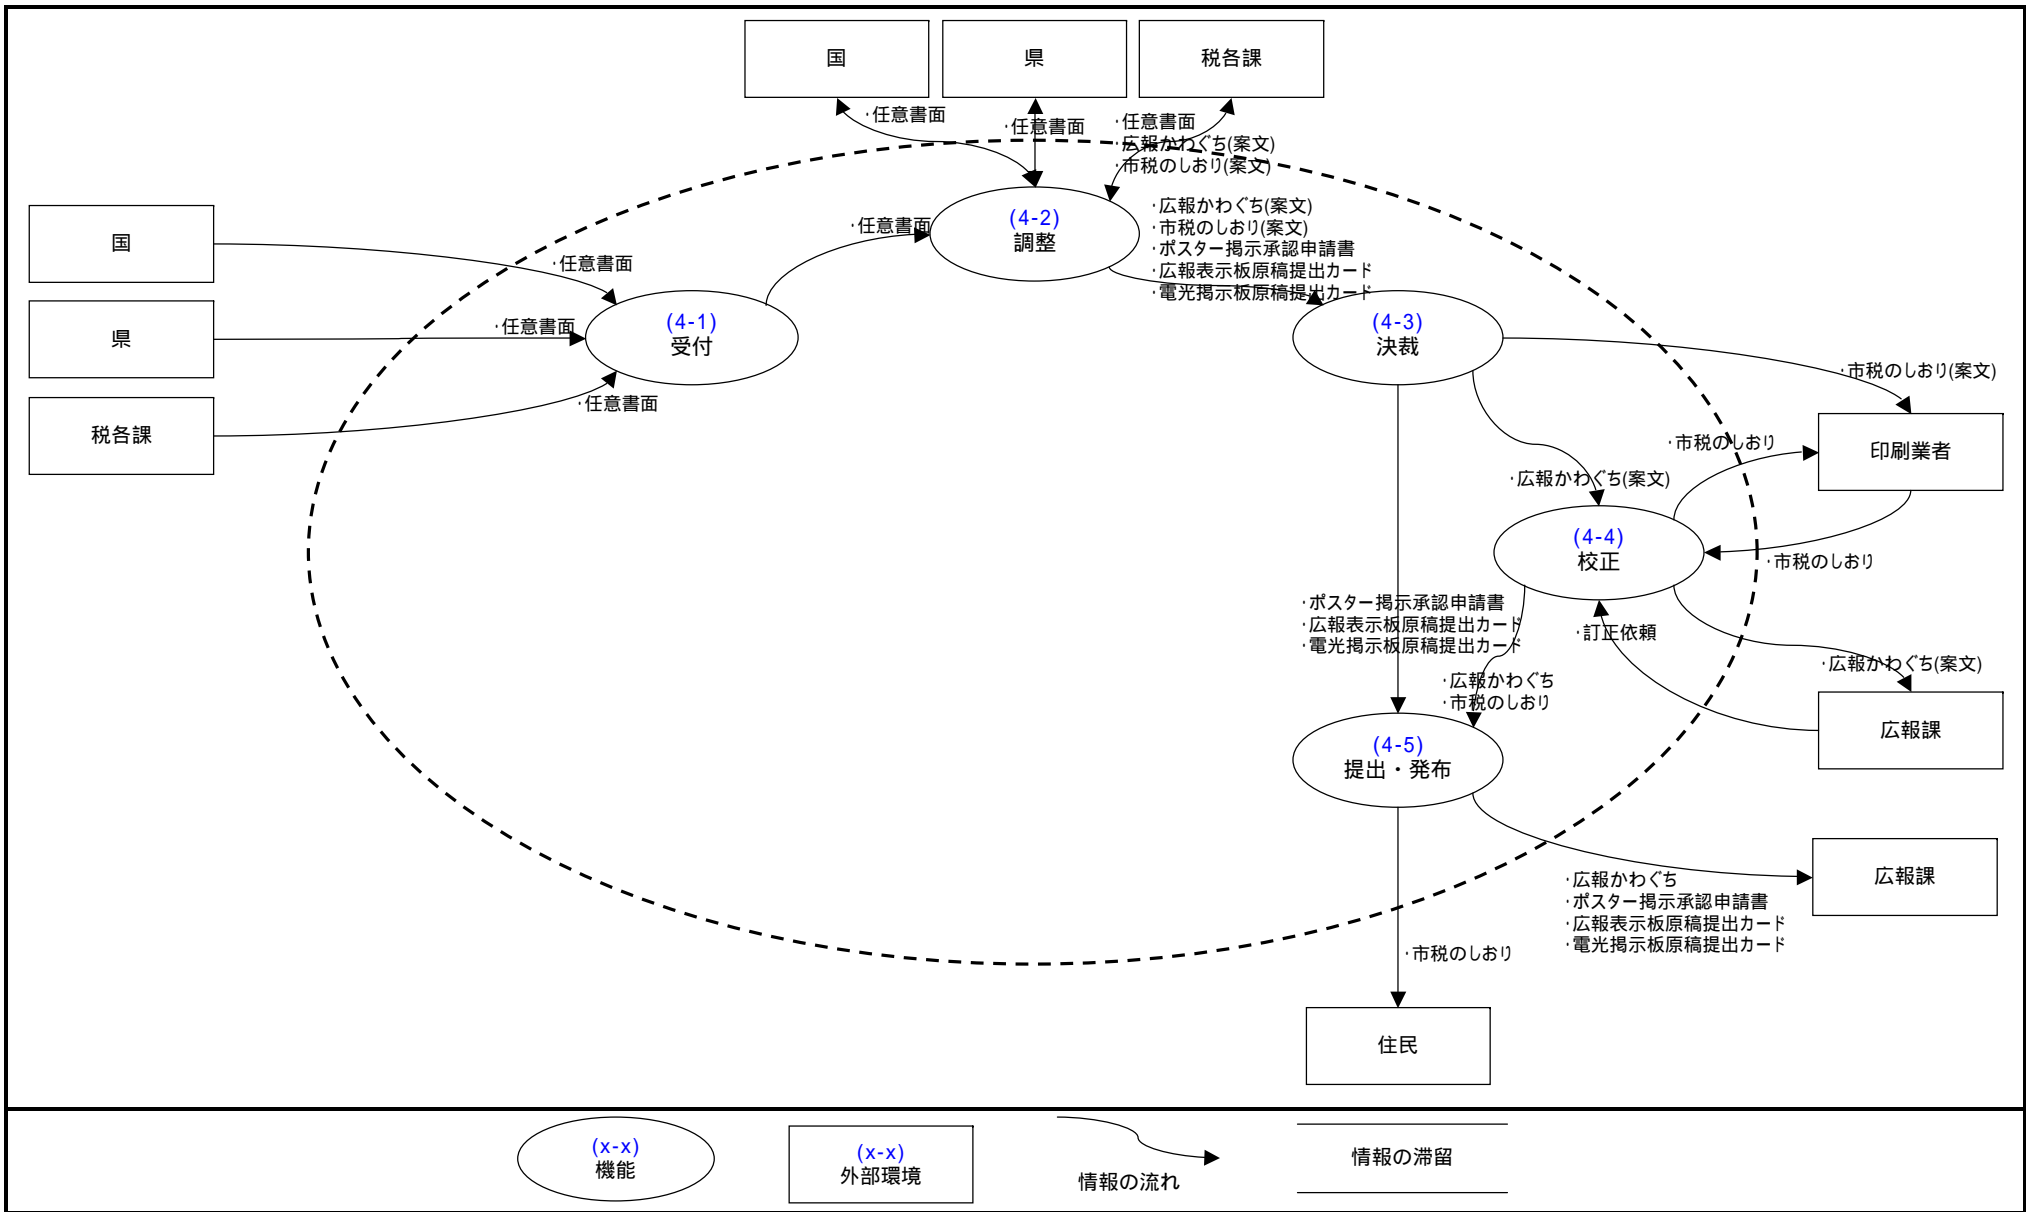 国
県
税各課
・任意書面
・任意書面
・任意書面
・広報かわぐち(案文)
・市税のしおり(案文)
(4-2)
調整
国
県
税各課
・任意書面
・任意書面
・任意書面
・任意書面
(4-1)
受付
・広報かわぐち(案文)
・市税のしおり(案文)
・ポスター掲示承認申請書
・広報表示板原稿提出カード
・電光掲示板原稿提出カード
(4-3)
決裁
・市税のしおり(案文)
印刷業者
・市税のしおり
・広報かわぐち(案文)
(4-4)
校正
・市税のしおり
・ポスター掲示承認申請書
・広報表示板原稿提出カード
・電光掲示板原稿提出カード
・訂正依頼
・広報かわぐち(案文)
広報課
・広報かわぐち
・市税のしおり
(4-5)
提出・発布
広報課
・広報かわぐち
・ポスター掲示承認申請書
・広報表示板原稿提出カード
・電光掲示板原稿提出カード
・市税のしおり
住民
(x-x)
機能
(x-x)
外部環境
情報の流れ
情報の滞留